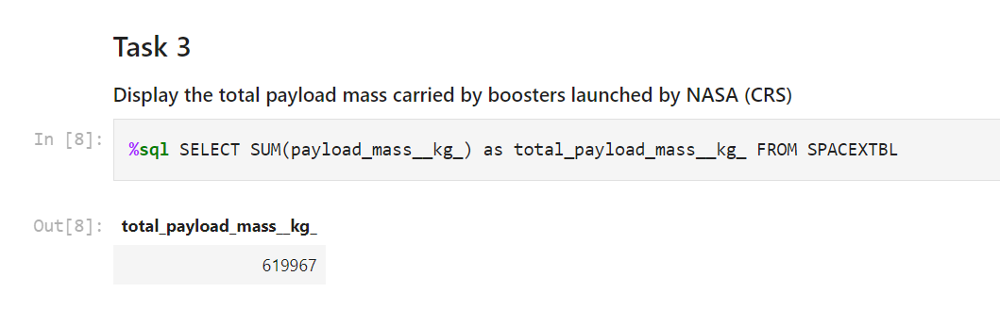 Task 3
Display the total payload mass carried by boosters launched by NASA (CRS)
In [8]: %sql SELECT SUM(payload_mass__kg_) as total_payload_mass__kg_ FROM SPACEXTBL
Out[8]: total_payload_mass__kg_
619967